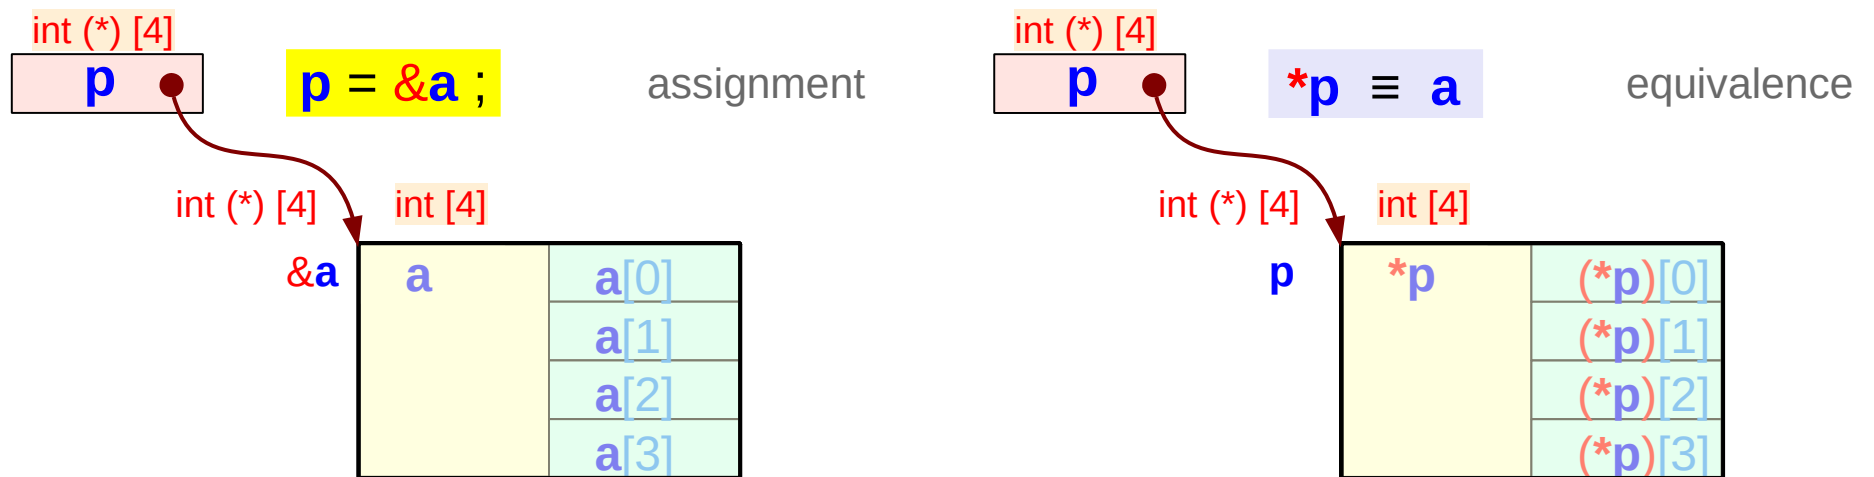 int (*) [4]
p
p = &a ;
assignment
int (*) [4]
int [4]
&a
a
a[0]
a[1]
a[2]
a[3]
int (*) [4]
p
*p ≡ a
equivalence
int (*) [4]
int [4]
p
*p
(*p)[0]
(*p)[1]
(*p)[2]
(*p)[3]